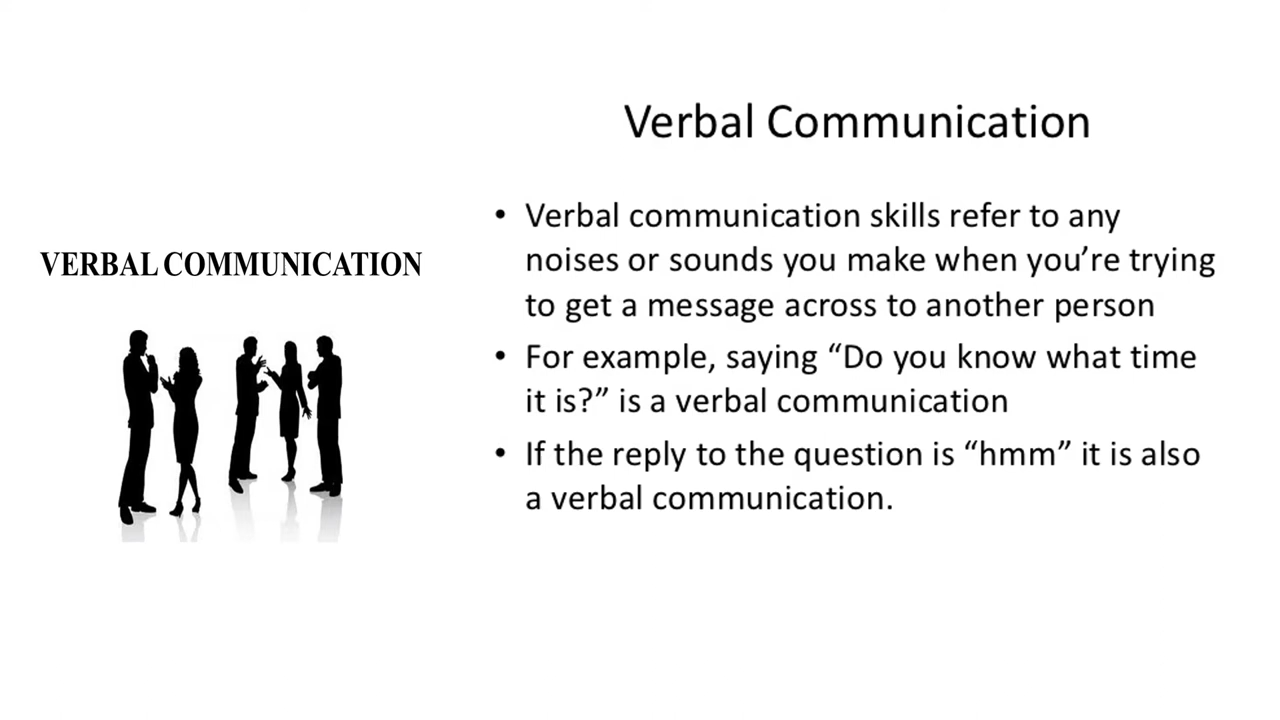 Verbal Communication
VERBAL COMMUNICATION
• Verbal communication skills refer to any
noises or sounds you make when you’re trying
to get a message across to another person
• For example, saying “Do you know what time
it is?” is a verbal communication
• If the reply to the question is “hmm” it is also
a verbal communication.